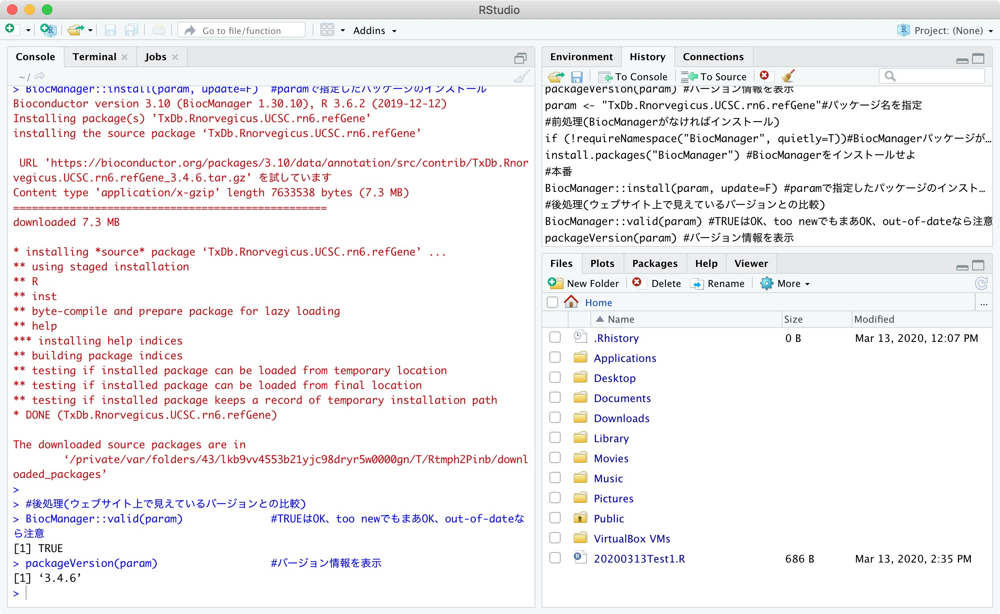 RStudio
Go to file/function
Addins
Project: (None)
Console
Terminal
Jobs
~/
> BiocManager::install(param, update=F)  #paramで指定したパッケージのインストール
Bioconductor version 3.10 (BiocManager 1.30.10), R 3.6.2 (2019-12-12)
Installing package(s) 'TxDb.Rnorvegicus.UCSC.rn6.refGene'
installing the source package ‘TxDb.Rnorvegicus.UCSC.rn6.refGene’
 URL 'https://bioconductor.org/packages/3.10/data/annotation/src/contrib/TxDb.Rnor
vegicus.UCSC.rn6.refGene_3.4.6.tar.gz' を試しています
Content type 'application/x-gzip' length 7633538 bytes (7.3 MB)
==================================================
downloaded 7.3 MB
* installing *source* package ‘TxDb.Rnorvegicus.UCSC.rn6.refGene’ ...
** using staged installation
** R
** inst
** byte-compile and prepare package for lazy loading
** help
*** installing help indices
** building package indices
** testing if installed package can be loaded from temporary location
** testing if installed package can be loaded from final location
** testing if installed package keeps a record of temporary installation path
* DONE (TxDb.Rnorvegicus.UCSC.rn6.refGene)
The downloaded source packages are in
        ‘/private/var/folders/43/lkb9vv4553b21yjc98dryr5w0000gn/T/Rtmph2Pinb/downl
oaded_packages’
>
> #後処理(ウェブサイト上で見えているバージョンとの比較)
> BiocManager::valid(param)              #TRUEはOK、too newでもまあOK、out-of-dateな
ら注意
[1] TRUE
> packageVersion(param)                  #バージョン情報を表示
[1] ‘3.4.6’
>
Environment
History
Connections
To Console
To Source
packageVersion(param) #バージョン情報を表示
param <- "TxDb.Rnorvegicus.UCSC.rn6.refGene"#パッケージ名を指定
#前処理(BiocManagerがなければインストール)
if (!requireNamespace("BiocManager", quietly=T))#BiocManagerパッケージが…
install.packages("BiocManager") #BiocManagerをインストールせよ
#本番
BiocManager::install(param, update=F) #paramで指定したパッケージのインスト…
#後処理(ウェブサイト上で見えているバージョンとの比較)
BiocManager::valid(param) #TRUEはOK、too newでもまあOK、out-of-dateなら注意
packageVersion(param) #バージョン情報を表示
Files
Plots
Packages
Help
Viewer
New Folder
Delete
Rename
More
Home
...
Name Size Modified
.Rhistory 0 B Mar 13, 2020, 12:07 PM
Applications
Desktop
Documents
Downloads
Library
Movies
Music
Pictures
Public
VirtualBox VMs
20200313Test1.R 686 B Mar 13, 2020, 2:35 PM